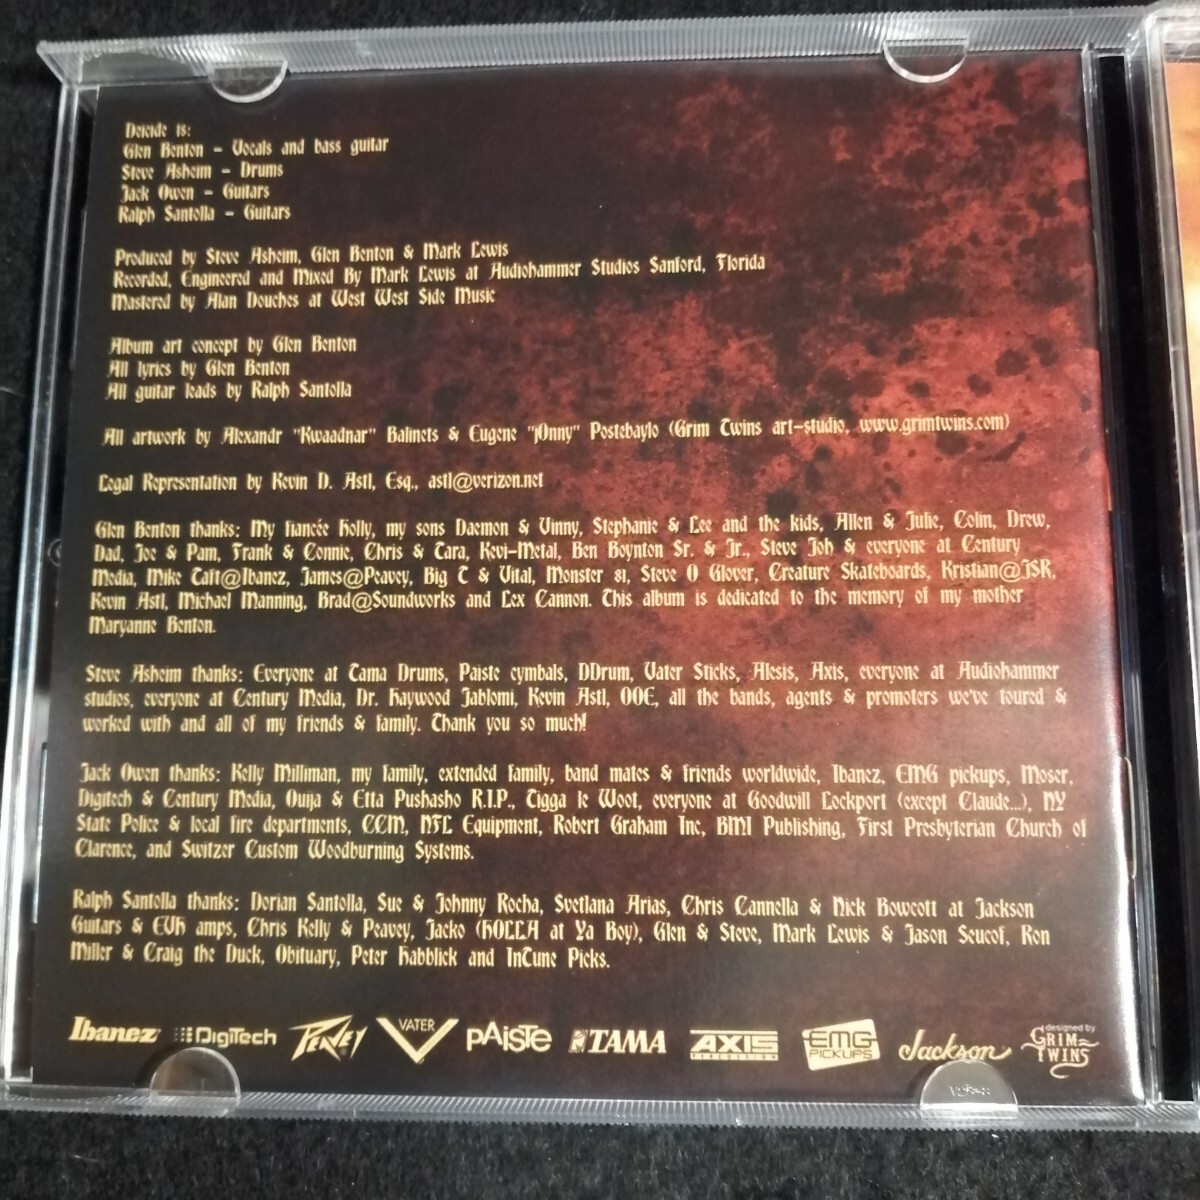 Deicide is:
Glen Benton - Vocals and bass guitar
Steve Asheim - Drums
Jack Owen - Guitars
Ralph Santolla - Guitars
Produced by Steve Asheim, Glen Benton & Mark Lewis
Recorded, Engineered and Mixed By Mark Lewis at Audiohammer Studios Sanford, Florida
Mastered by Alan Douches at West West Side Music
Album art concept by Glen Benton
All lyrics by Glen Benton
All guitar leads by Ralph Santolla
All artwork by Alexandr "Kwaadnar" Balinets & Eugene "jOnny" Postebaylo (Grim Twins art-studio, www.grimtwins.com)
Legal Representation by Kevin D. Astl, Esq., astl@verizon.net
Glen Benton thanks: My fiancée Holly, my sons Daemon & Vinny, Stephanie & Lee and the kids, Allen & Julie, Colin, Drew,
Dad, Joe & Pam, Frank & Connie, Chris & Tara, Kevi-Metal, Ben Boynton Sr. & Jr., Steve Joh & everyone at Century
Media, Mike Taft@Ibanez, James@Peavey, Big T & Vital, Monster 81, Steve O Glover, Creature Skateboards, Kristian@JSR,
Kevin Astl, Michael Manning, Brad@Soundworks and Lex Cannon. This album is dedicated to the memory of my mother
Maryanne Benton.
Steve Asheim thanks: Everyone at Tama Drums, Paiste cymbals, DDrum, Vater Sticks, Alesis, Axis, everyone at Audiohammer
studios, everyone at Century Media, Dr. Haywood Jablomi, Kevin Astl, OOE, all the bands, agents & promoters we've toured &
worked with and all of my friends & family. Thank you so much!
Jack Owen thanks: Kelly Milliman, my family, extended family, band mates & friends worldwide, Ibanez, EMG pickups, Moser,
Digitech & Century Media, Ouija & Etta Pushasho R.I.P., Tigga le Woot, everyone at Goodwill Lockport (except Claude...), NY
State Police & local fire departments, CCM, NFL Equipment, Robert Graham Inc, BMI Publishing, First Presbyterian Church of
Clarence, and Switzer Custom Woodburning Systems.
Ralph Santolla thanks: Dorian Santolla, Sue & Johnny Rocha, Svetlana Arias, Chris Cannella & Nick Bowcott at Jackson
Guitars & EVH amps, Chris Kelly & Peavey, Jacko (HOLLA at Ya Boy), Glen & Steve, Mark Lewis & Jason Seucof, Ron
Miller & Craig the Duck, Obituary, Peter Habblick and InTune Picks.
Ibanez DigiTech PEAVEY VATER PAiSTe TAMA AXIS PERCUSSION EMG PICKUPS Jackson designed by GRIM TWINS